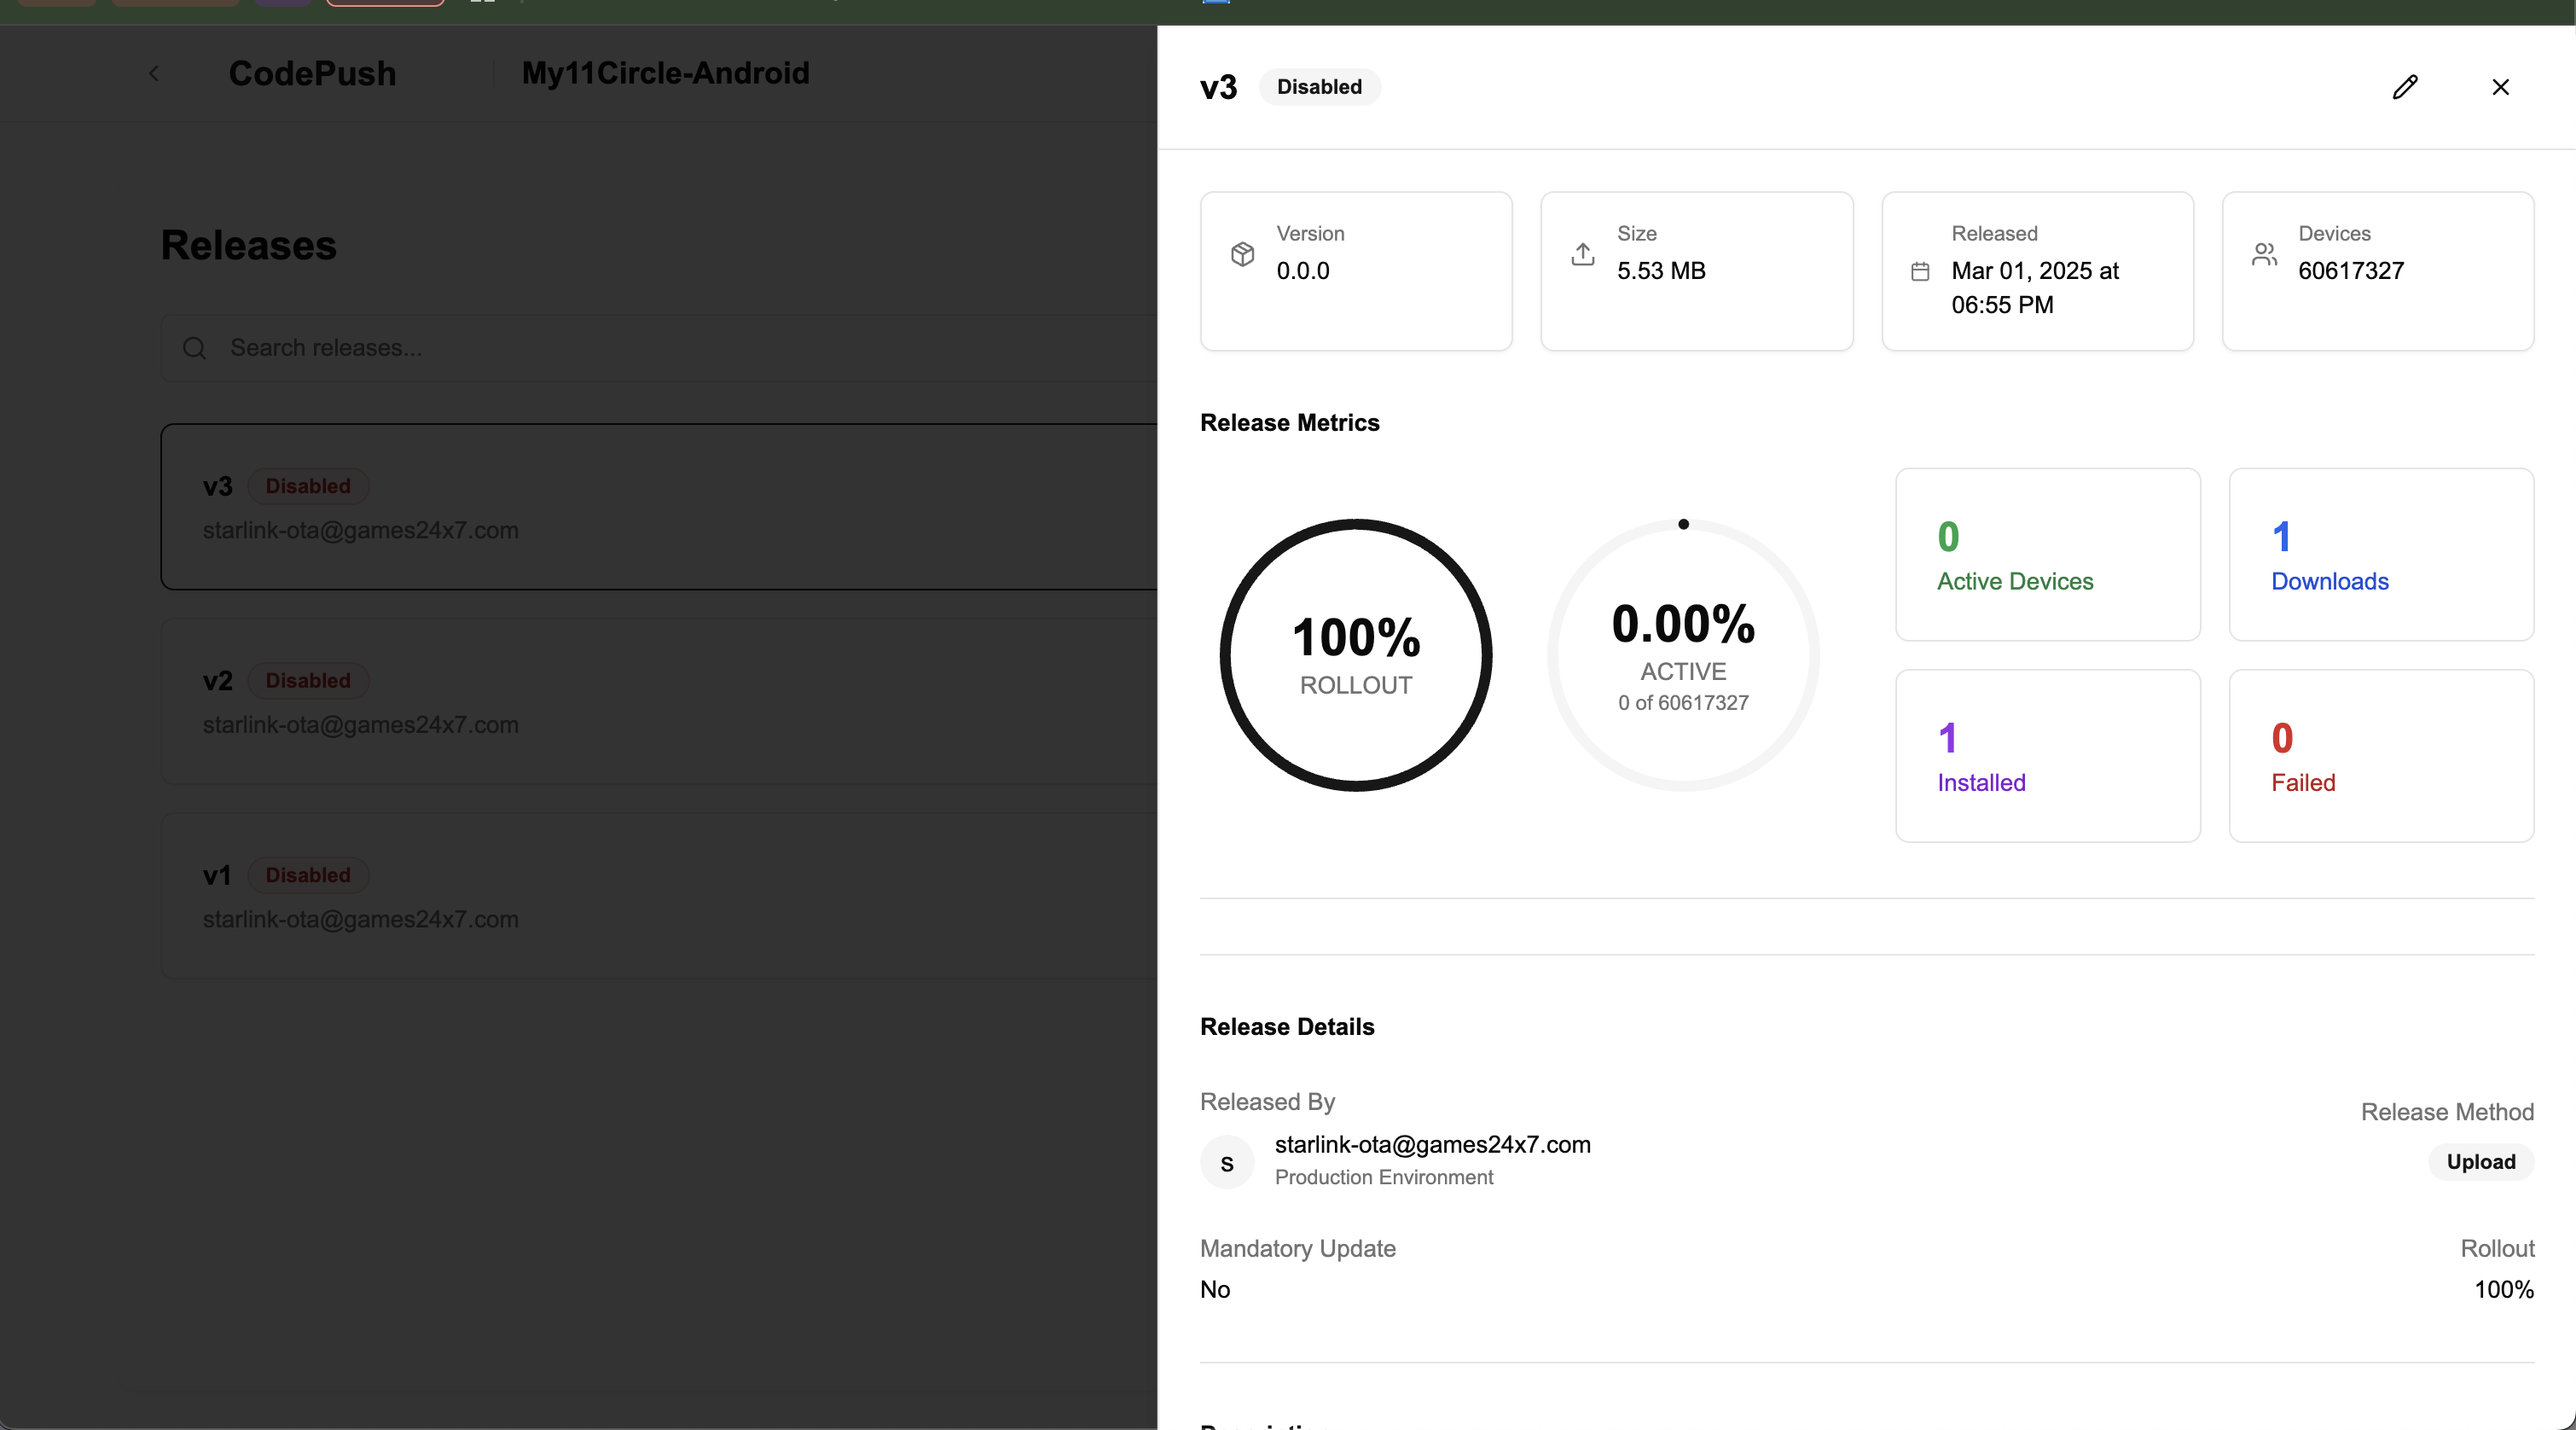 CodePush
My11Circle-Android
Releases
Search releases...
v3 Disabled
starlink-ota@games24x7.com
v2 Disabled
starlink-ota@games24x7.com
v1 Disabled
starlink-ota@games24x7.com
v3 Disabled
Version
0.0.0
Size
5.53 MB
Released
Mar 01, 2025 at
06:55 PM
Devices
60617327
Release Metrics
100%
ROLLOUT
0.00%
ACTIVE
0 of 60617327
0
Active Devices
1
Downloads
1
Installed
0
Failed
Release Details
Released By
S
starlink-ota@games24x7.com
Production Environment
Release Method
Upload
Mandatory Update
No
Rollout
100%